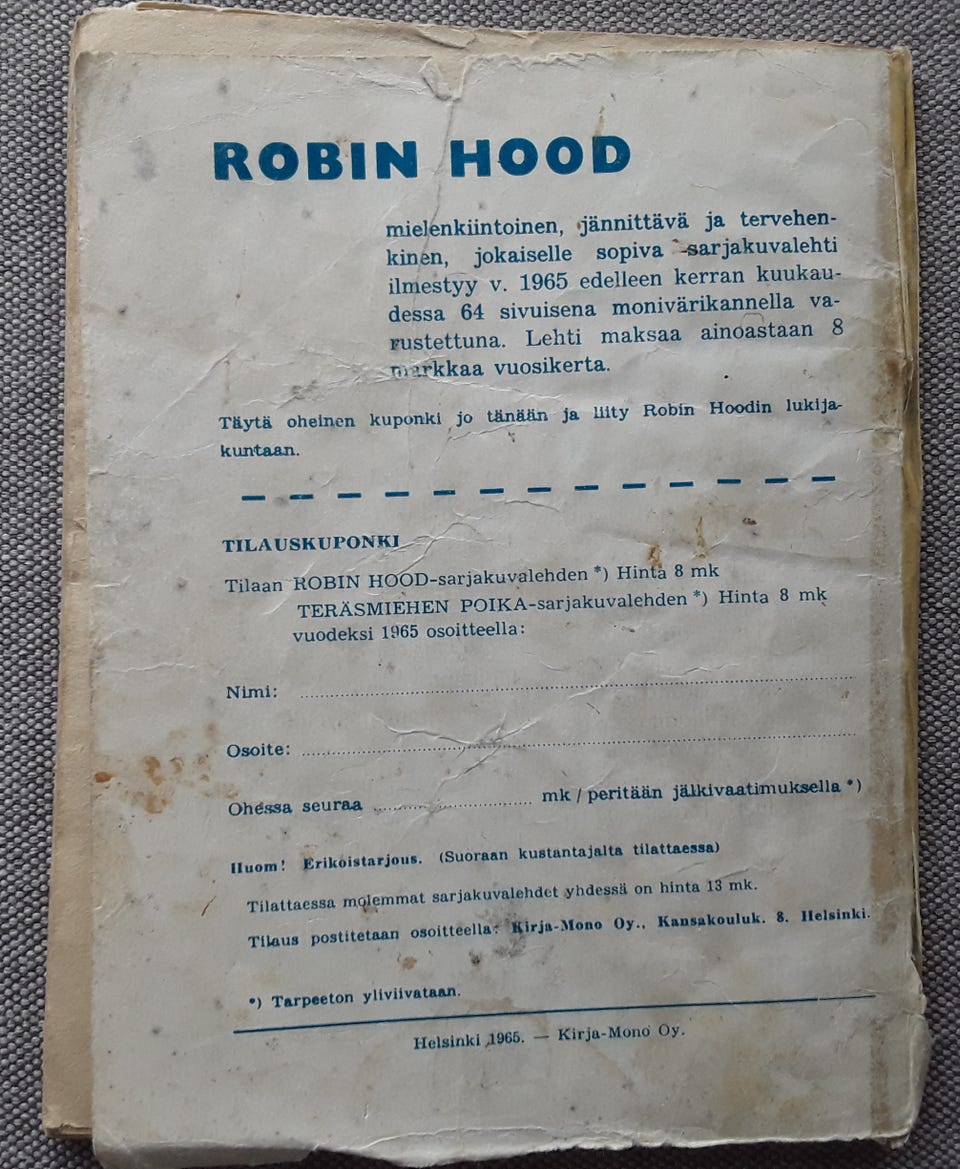 ROBIN HOOD
mielenkiintoinen, jännittävä ja tervehen-
kinen, jokaiselle sopiva sarjakuvalehti
ilmestyy v. 1965 edelleen kerran kuukau-
dessa 64 sivuisena monivärikannella va-
rustettuna. Lehti maksaa ainoastaan 8
markkaa vuosikerta.
Täytä oheinen kuponki jo tänään ja liity Robin Hoodin lukija-
kuntaan.
TILAUSKUPONKI
Tilaan ROBIN HOOD-sarjakuvalehden *) Hinta 8 mk
TERÄSMIEHEN POIKA-sarjakuvalehden *) Hinta 8 mk
vuodeksi 1965 osoitteella:
Nimi: ....................
Osoite: ....................
Ohessa seuraa .................... mk / peritään jälkivaatimuksella *)
Huom! Erikoistarjous. (Suoraan kustantajalta tilattaessa)
Tilattaessa molemmat sarjakuvalehdet yhdessä on hinta 13 mk.
Tilaus postitetaan osoitteella: Kirja-Mono Oy., Kansakouluk. 8. Helsinki.
*) Tarpeeton yliviivataan.
Helsinki 1965. — Kirja-Mono Oy.